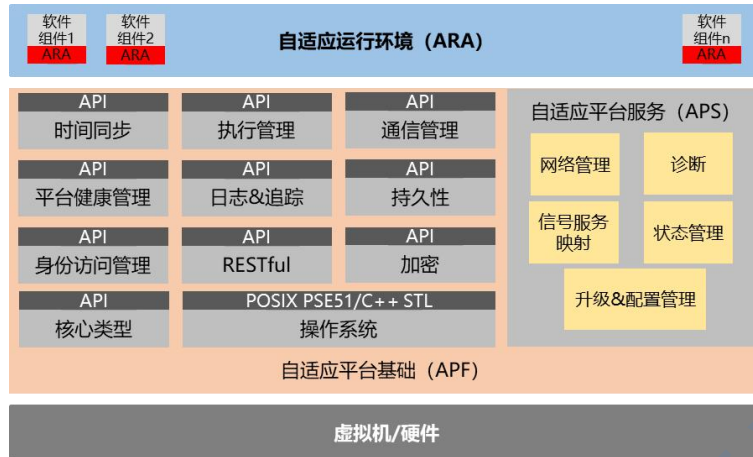 软件
组件1
ARA
软件
组件2
ARA
自适应运行环境（ARA）
软件
组件n
ARA
API
时间同步
API
执行管理
API
通信管理
API
平台健康管理
API
日志&追踪
API
持久性
API
身份访问管理
API
RESTful
API
加密
API
核心类型
POSIX PSE51/C++ STL
操作系统
自适应平台服务（APS）
网络管理
诊断
信号服务
映射
状态管理
升级&配置管理
自适应平台基础（APF）
虚拟机/硬件